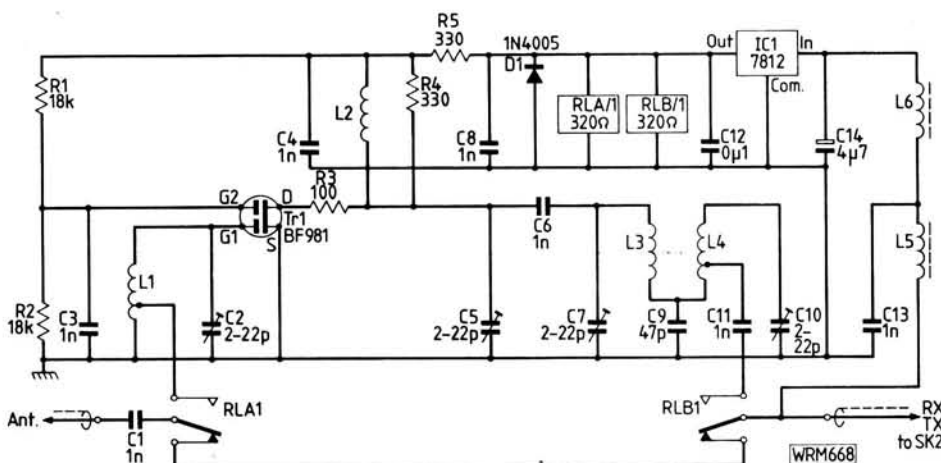 R5
330
1N4005
D1
Out
IC1
7812
In
Com.
R1
18k
L2
R4
330
C4
1n
C8
1n
RLA/1
320Ω
RLB/1
320Ω
C12
0µ1
C14
4µ7
L6
R3
100
G2
D
G1
S
Tr1
BF981
C6
1n
L3
L4
L5
L1
R2
18k
C3
1n
C2
2-22p
C5
2-22p
C7
2-22p
C9
47p
C11
1n
C10
2-
22p
C13
1n
Ant.
C1
1n
RLA1
RLB1
RX
TX
to SK2
WRM668